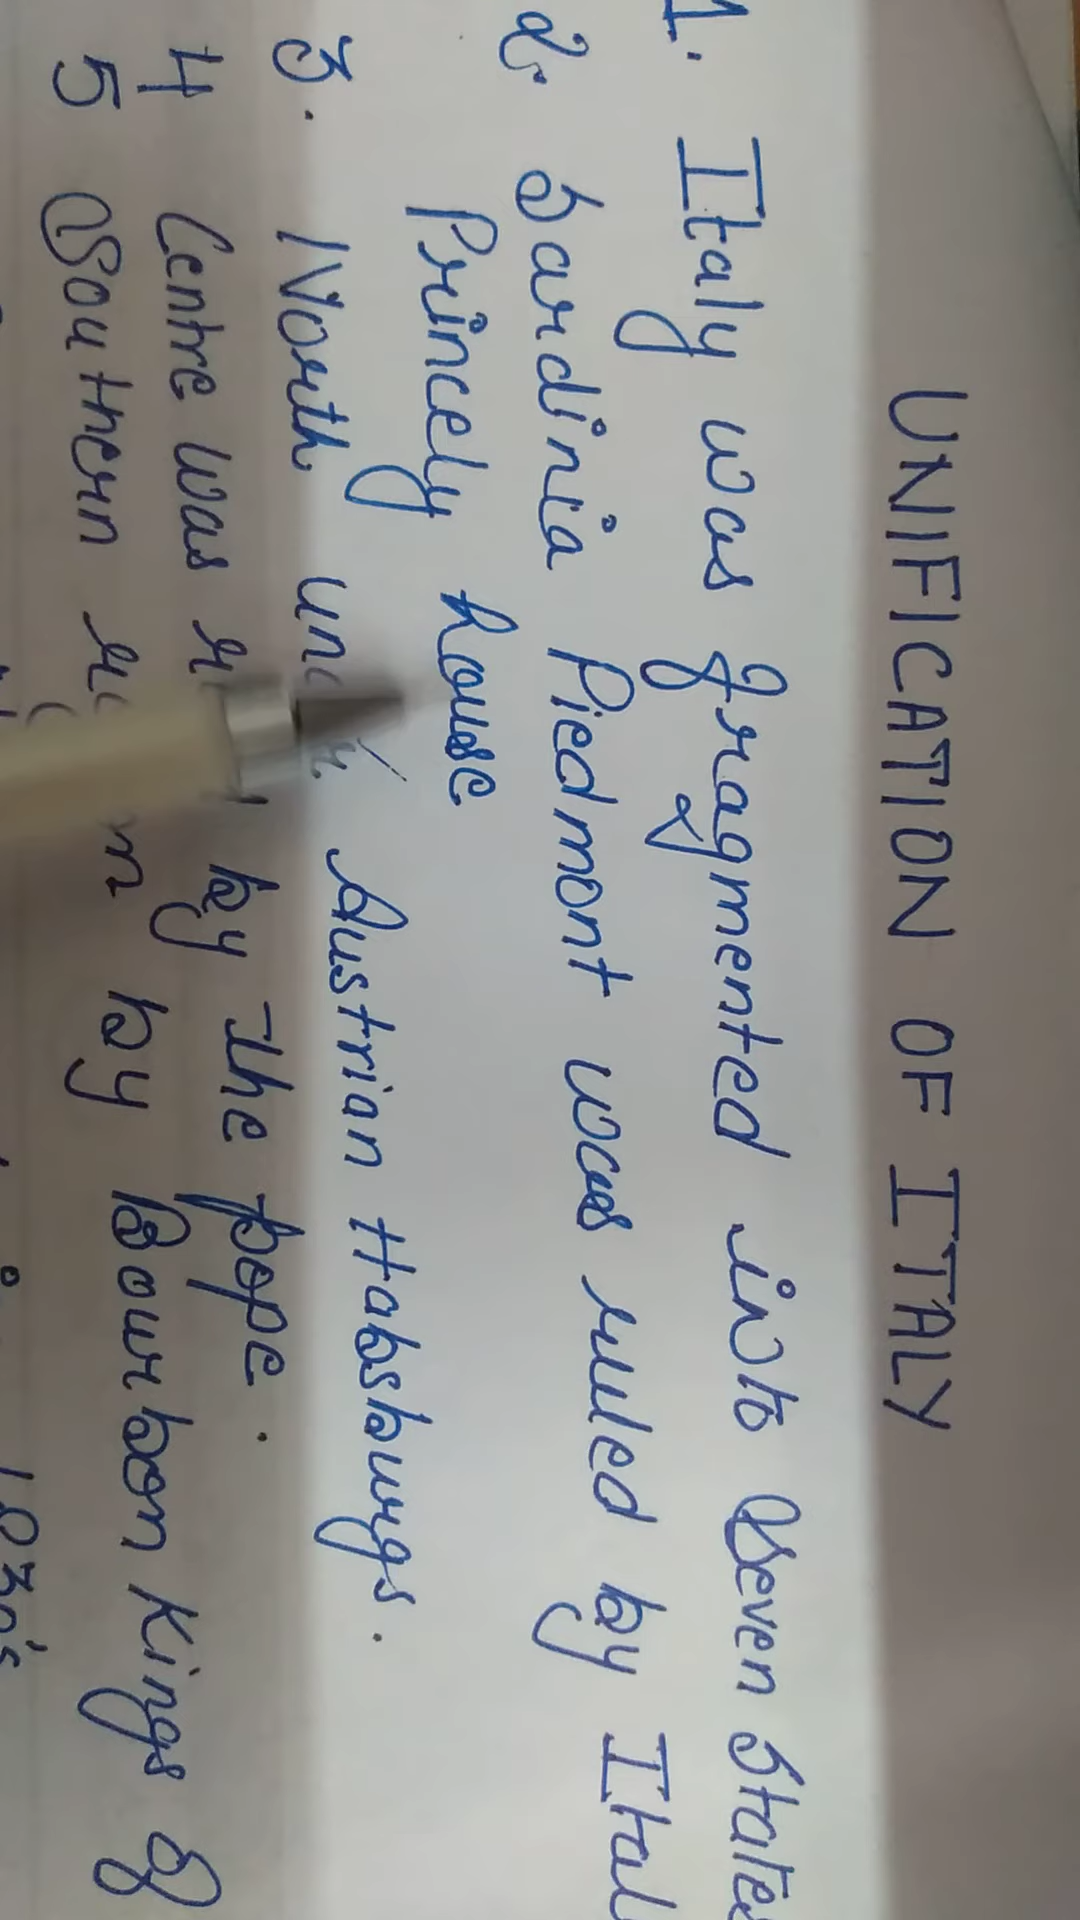 UNIFICATION OF ITALY
1. Italy was fragmented into seven States
2. Sardinia Piedmont was ruled by Ital
Princely house
3. North Austrian Habsburgs.
4 Centre was by the pope.
5 Southern by Bourbon Kings of
1830's